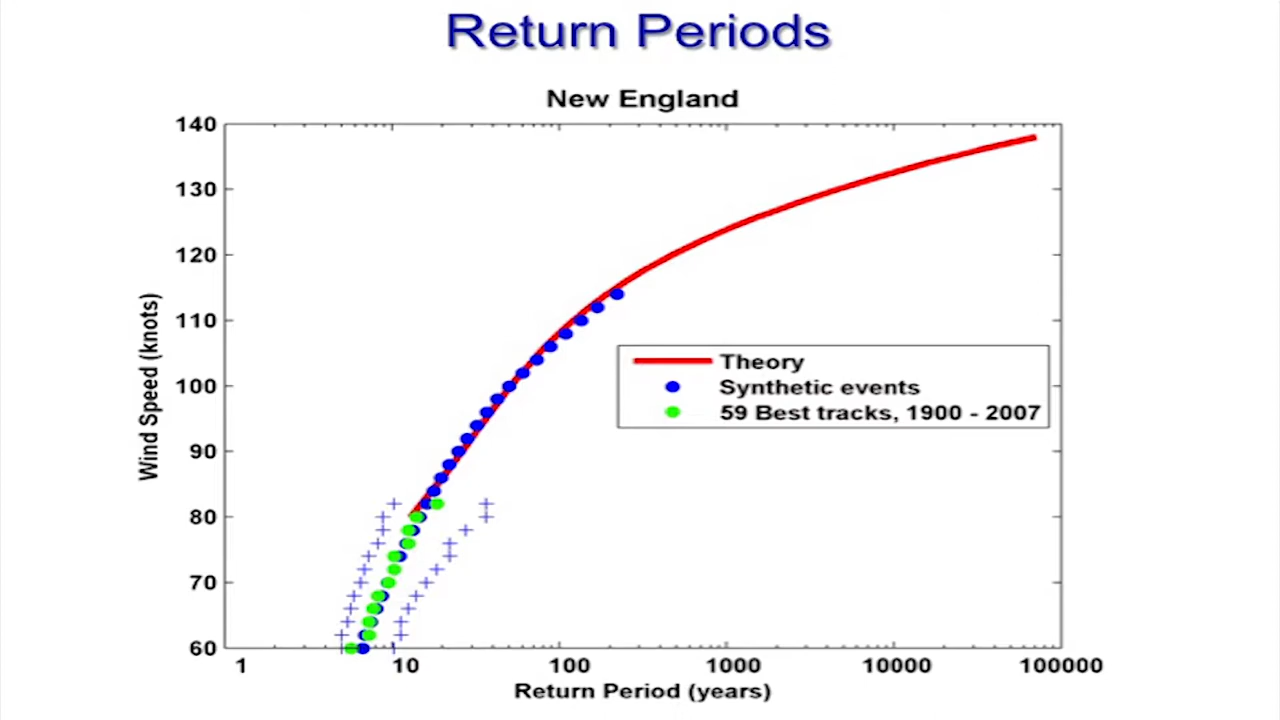 Return Periods
New England
140
130
120
110
100
90
80
70
60
Wind Speed (knots)
Theory
Synthetic events
59 Best tracks, 1900 - 2007
1 10 100 1000 10000 100000
Return Period (years)